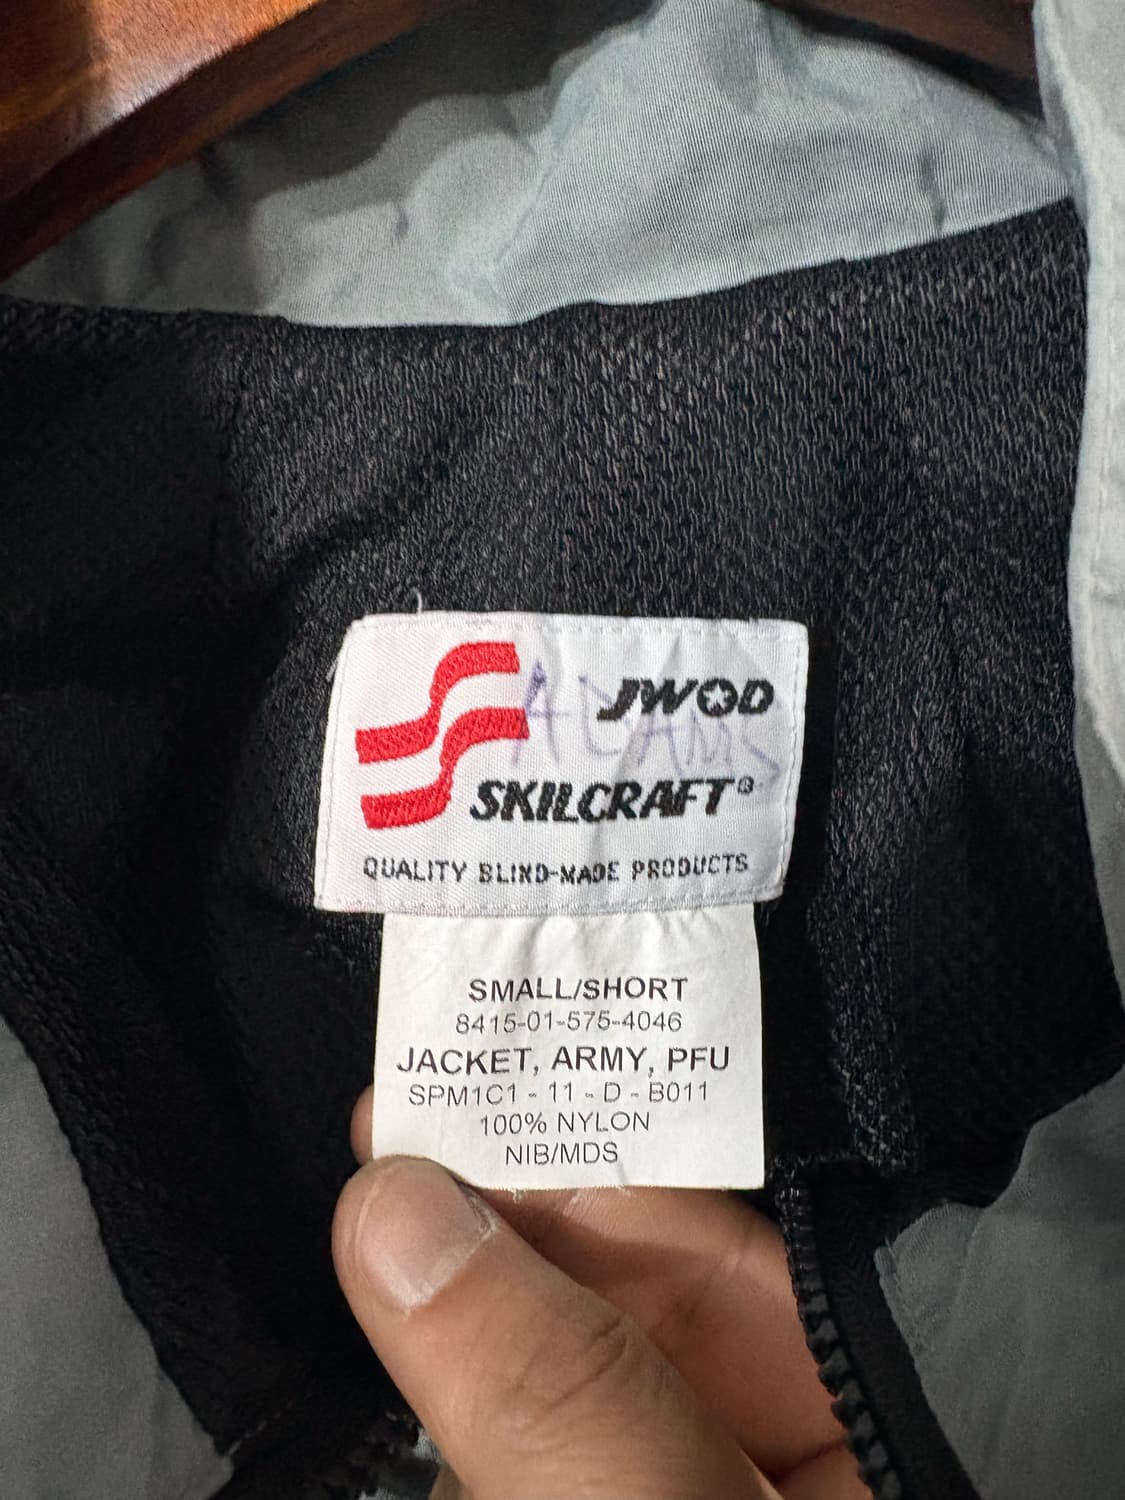 JWOD
ADAMS
SKILCRAFT®
QUALITY BLIND-MADE PRODUCTS
SMALL/SHORT
8415-01-575-4046
JACKET, ARMY, PFU
SPM1C1 - 11 - D - B011
100% NYLON
NIB/MDS